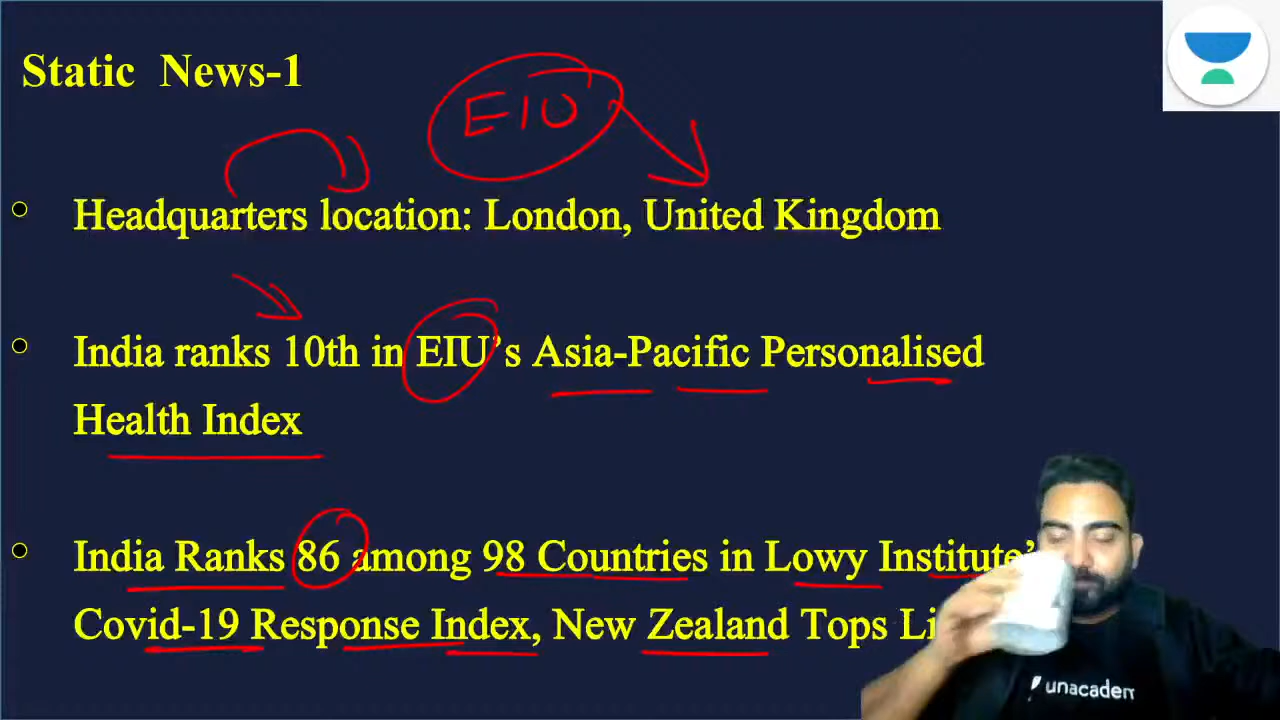 Static News-1
EIU
Headquarters location: London, United Kingdom
India ranks 10th in EIU's Asia-Pacific Personalised
Health Index
India Ranks 86 among 98 Countries in Lowy Institute'
Covid-19 Response Index, New Zealand Tops Li
unacadem